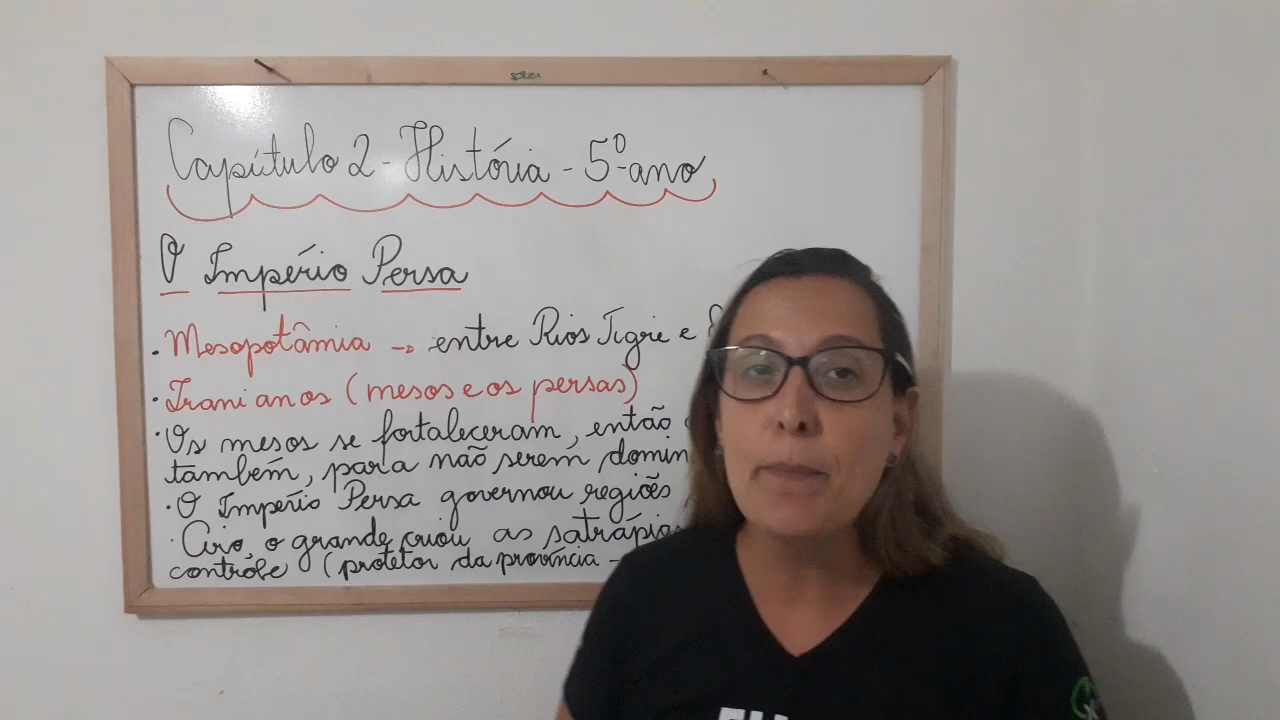 Capítulo 2 - História - 5º ano
O Império Persa
. Mesopotâmia -> entre Rios Tigre e
. Iranianos (mesos e os persas)
. Os mesos se fortaleceram, então
também, para não serem domin
. O Império Persa governou regiões
. Ciro, o grande criou as satrápias
controle (protetor da província -